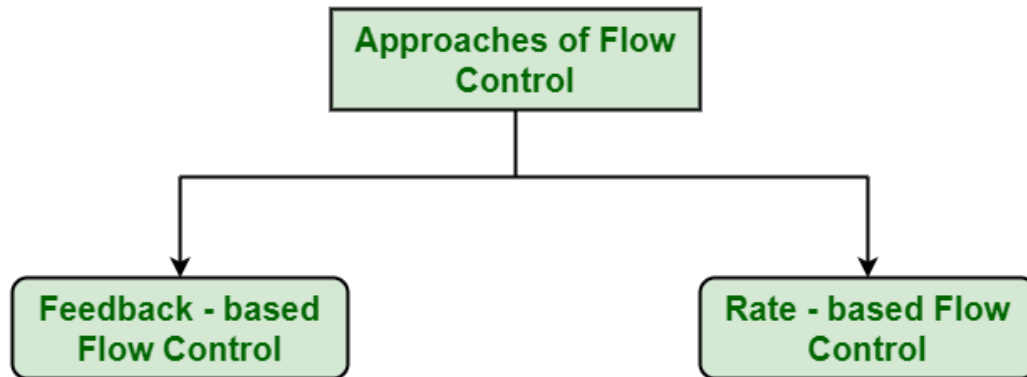 Approaches of Flow
Control
Feedback - based
Flow Control
Rate - based Flow
Control